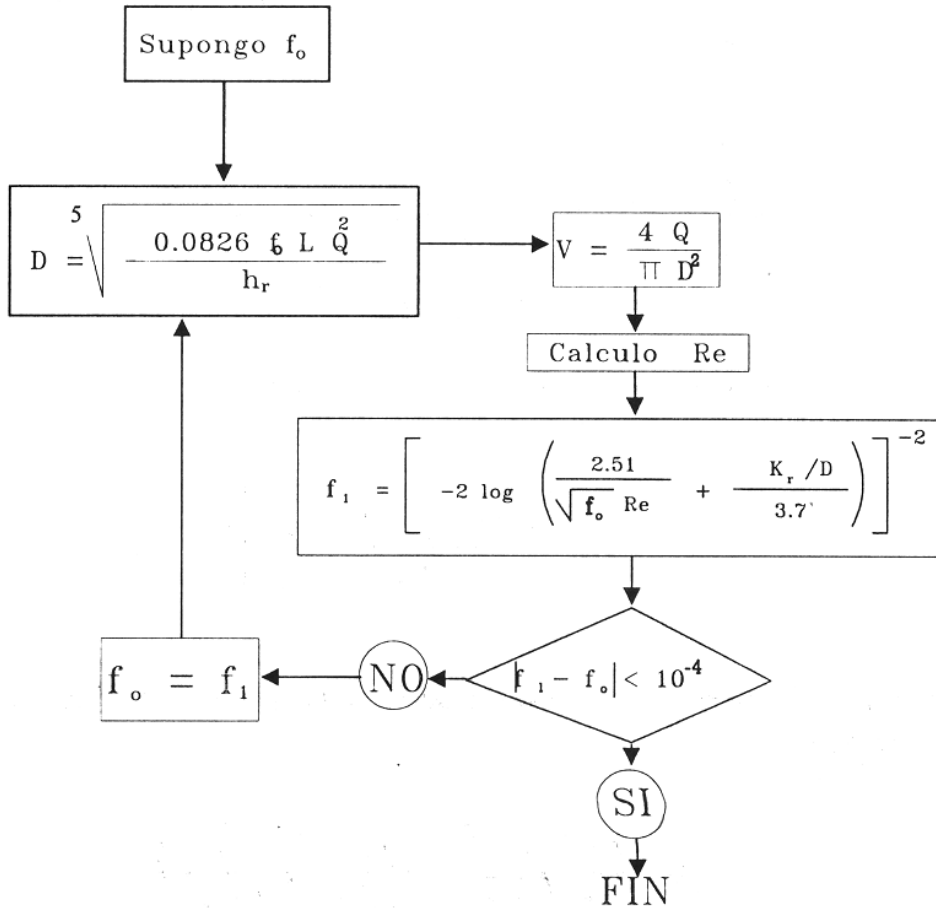 Supongo f₀
D = ⁵√(0.0826 f₀ L Q² / hᵣ)
V = 4 Q / π D²
Calculo Re
f₁ = [ -2 log ( 2.51 / √f₀ Re + Kᵣ/D / 3.7 ) ]⁻²
|f₁ - f₀| < 10⁻⁴
NO
f₀ = f₁
SI
FIN